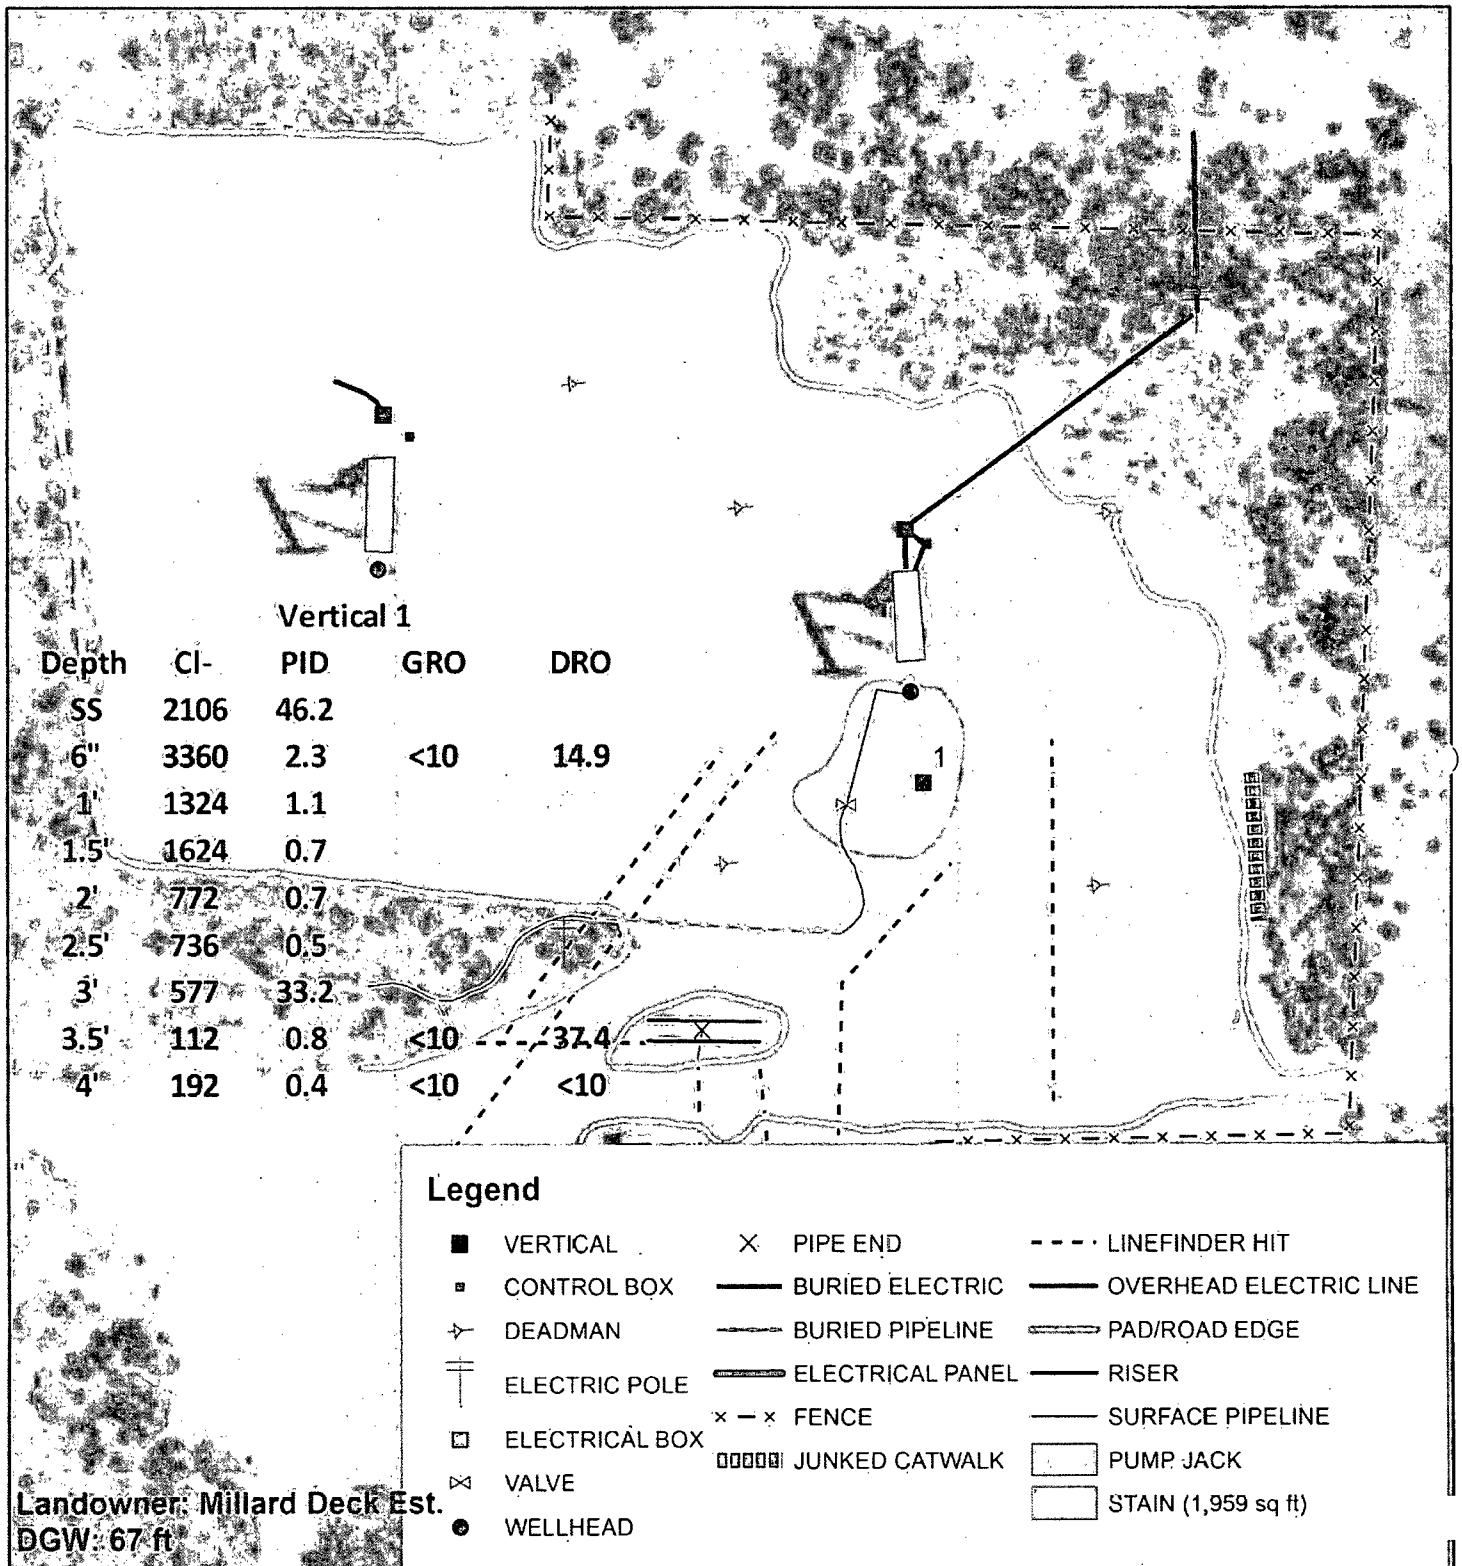 Vertical 1
Depth Cl- PID GRO DRO
SS 2106 46.2
6" 3360 2.3 <10 14.9
1' 1324 1.1
1.5' 1624 0.7
2' 772 0.7
2.5' 736 0.5
3' 577 33.2
3.5' 112 0.8 <10 37.4
4' 192 0.4 <10 <10
1
Legend
VERTICAL
CONTROL BOX
DEADMAN
ELECTRIC POLE
ELECTRICAL BOX
VALVE
WELLHEAD
PIPE END
BURIED ELECTRIC
BURIED PIPELINE
ELECTRICAL PANEL
FENCE
JUNKED CATWALK
LINEFINDER HIT
OVERHEAD ELECTRIC LINE
PAD/ROAD EDGE
RISER
SURFACE PIPELINE
PUMP JACK
STAIN (1,959 sq ft)
Landowner: Millard Deck Est.
DGW: 67 ft